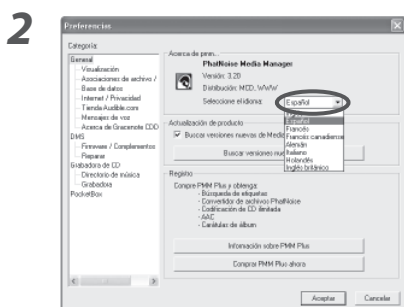 2
Preferencias
Categoría:
General
Visualización
Asociaciones de archivo /
Base de datos
Internet / Privacidad
Tienda Audible.com
Mensajes de voz
Acerca de Gracenote CDD
DMS
Firmware / Complementos
Reparar
Grabadora de CD
Directorio de música
Grabadora
PocketBox
Acerca de pmm...
PhatNoise Media Manager
Versión: 3.20
Distribución: MCD, WWW
Seleccione el idioma:
Español
Español
Francés
Francés canadiense
Alemán
Italiano
Holandés
Inglés británico
Actualización de producto
Buscar versiones nuevas de Medi
Buscar versiones nue
Registro
Compre PMM Plus y obtenga:
- Búsqueda de etiquetas
- Convertidor de archivos PhatNoise
- Codificación de CD ilimitada
- AAC
- Carátulas de álbum
Información sobre PMM Plus
Comprar PMM Plus ahora
Aceptar
Cancelar